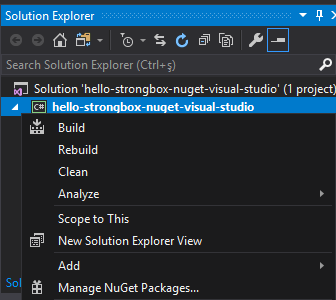 Solution Explorer
Search Solution Explorer (Ctrl+ş)
Solution 'hello-strongbox-nuget-visual-studio' (1 project)
C# hello-strongbox-nuget-visual-studio
Build
Rebuild
Clean
Analyze
Scope to This
New Solution Explorer View
Add
Manage NuGet Packages...
So